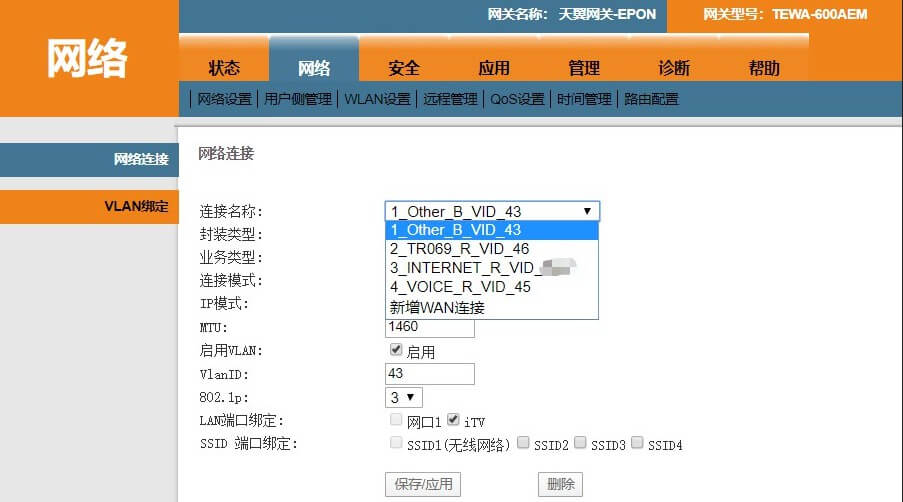 网关名称: 天翼网关-EPON 网关型号: TEWA-600AEM
网络
状态 网络 安全 应用 管理 诊断 帮助
网络设置 用户侧管理 WLAN设置 远程管理 QoS设置 时间管理 路由配置
网络连接
VLAN绑定
网络连接
连接名称: 1_Other_B_VID_43
封装类型: 1_Other_B_VID_43
业务类型: 2_TR069_R_VID_46
连接模式: 3_INTERNET_R_VID_
4_VOICE_R_VID_45
IP模式: 新增WAN连接
MTU: 1460
启用VLAN: 启用
VlanID: 43
802.1p: 3
LAN端口绑定: 网口1 iTV
SSID 端口绑定: SSID1(无线网络) SSID2 SSID3 SSID4
保存/应用 删除